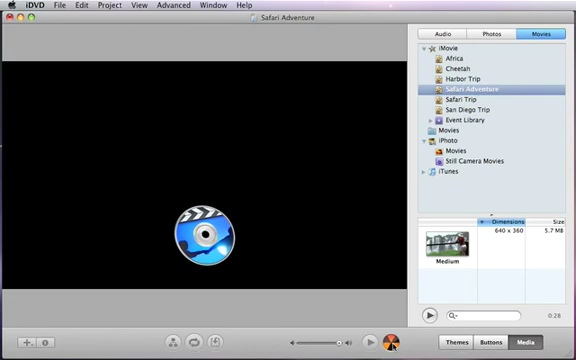 iDVD File Edit Project View Advanced Window Help
Safari Adventure
Audio Photos Movies
iMovie
Africa
Cheetah
Harbor Trip
Safari Adventure
Safari Trip
San Diego Trip
Event Library
Movies
iPhoto
Movies
Still Camera Movies
iTunes
Dimensions Size
640 x 360 5.7 MB
Medium
0:28
Themes Buttons Media